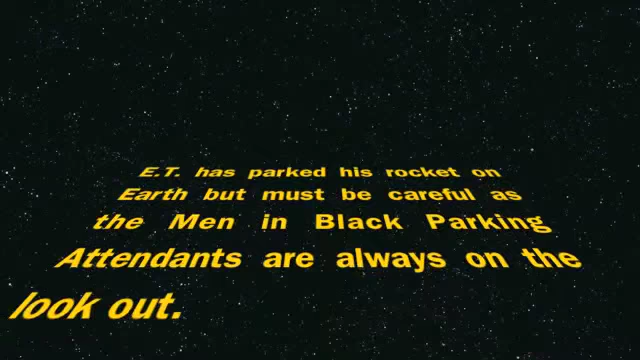 E.T. has parked his rocket on
Earth but must be careful as
the Men in Black Parking
Attendants are always on the
look out.